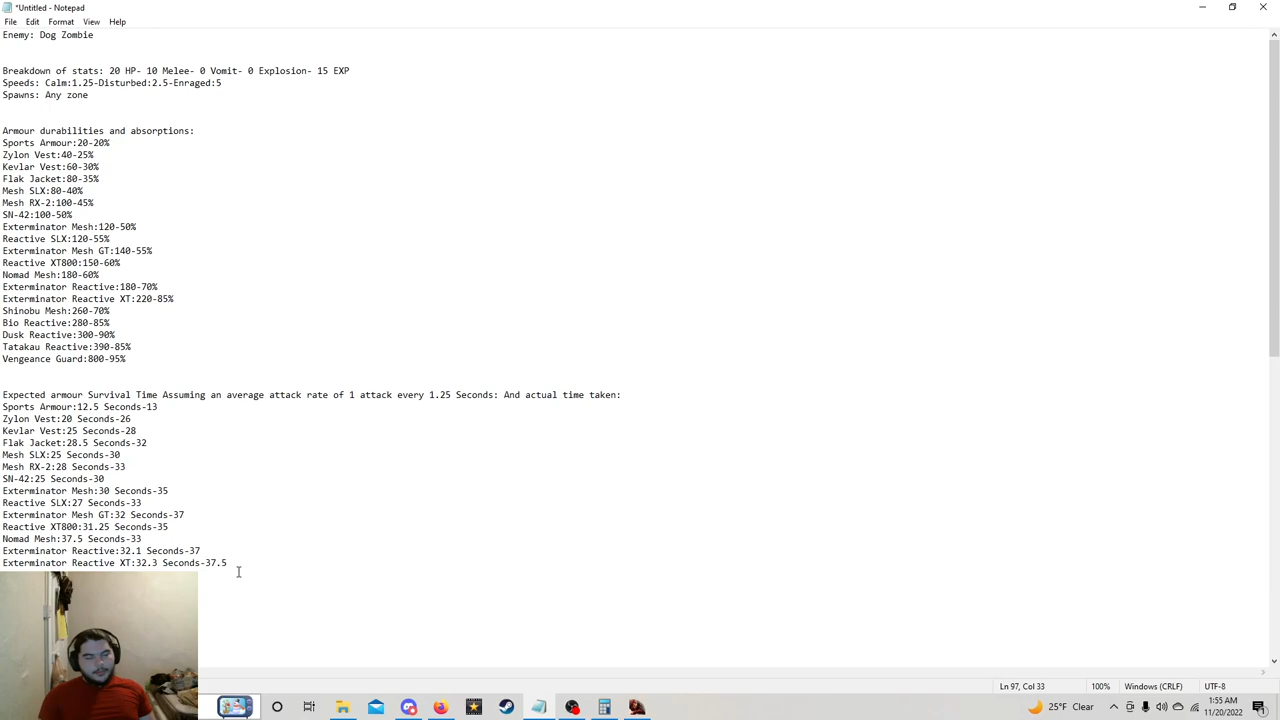 *Untitled - Notepad
File Edit Format View Help
Enemy: Dog Zombie
Breakdown of stats: 20 HP- 10 Melee- 0 Vomit- 0 Explosion- 15 EXP
Speeds: Calm:1.25-Disturbed:2.5-Enraged:5
Spawns: Any zone
Armour durabilities and absorptions:
Sports Armour:20-20%
Zylon Vest:40-25%
Kevlar Vest:60-30%
Flak Jacket:80-35%
Mesh SLX:80-40%
Mesh RX-2:100-45%
SN-42:100-50%
Exterminator Mesh:120-50%
Reactive SLX:120-55%
Exterminator Mesh GT:140-55%
Reactive XT800:150-60%
Nomad Mesh:180-60%
Exterminator Reactive:180-70%
Exterminator Reactive XT:220-85%
Shinobu Mesh:260-70%
Bio Reactive:280-85%
Dusk Reactive:300-90%
Tatakau Reactive:390-85%
Vengeance Guard:800-95%
Expected armour Survival Time Assuming an average attack rate of 1 attack every 1.25 Seconds: And actual time taken:
Sports Armour:12.5 Seconds-13
Zylon Vest:20 Seconds-26
Kevlar Vest:25 Seconds-28
Flak Jacket:28.5 Seconds-32
Mesh SLX:25 Seconds-30
Mesh RX-2:28 Seconds-33
SN-42:25 Seconds-30
Exterminator Mesh:30 Seconds-35
Reactive SLX:27 Seconds-33
Exterminator Mesh GT:32 Seconds-37
Reactive XT800:31.25 Seconds-35
Nomad Mesh:37.5 Seconds-33
Exterminator Reactive:32.1 Seconds-37
Exterminator Reactive XT:32.3 Seconds-37.5
Ln 97, Col 33 100% Windows (CRLF) UTF-8
25°F Clear 1:55 AM
11/20/2022